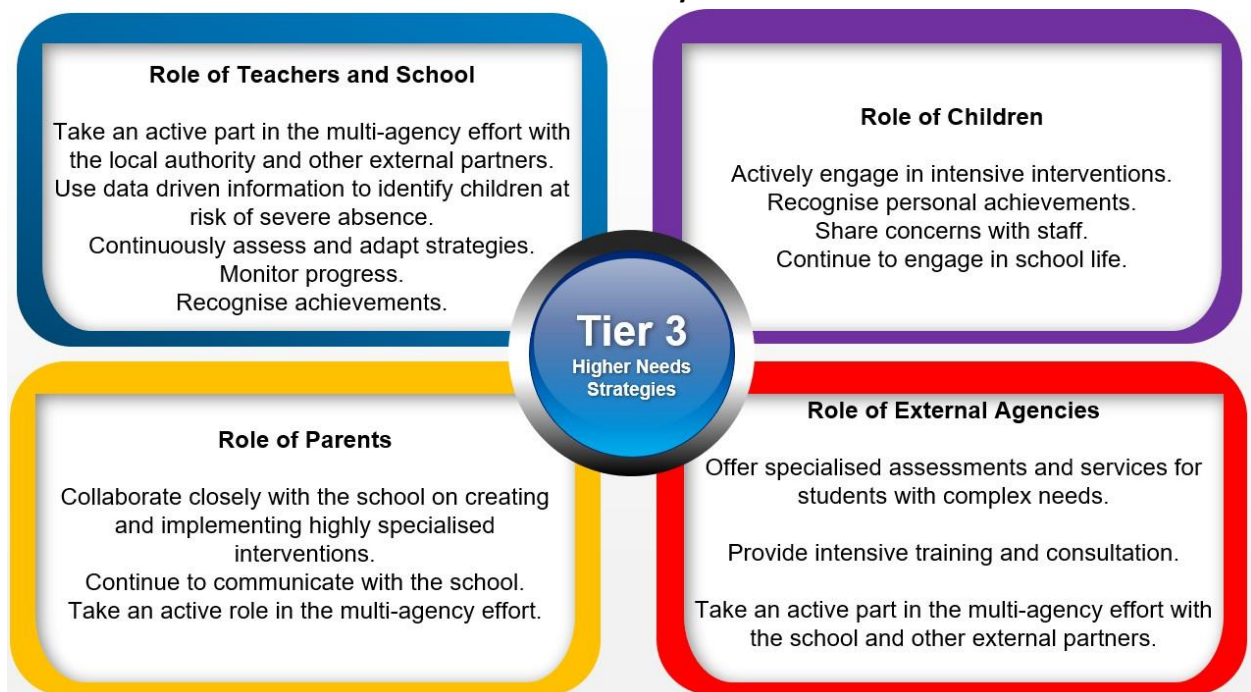 Role of Teachers and School
Take an active part in the multi-agency effort with
the local authority and other external partners.
Use data driven information to identify children at
risk of severe absence.
Continuously assess and adapt strategies.
Monitor progress.
Recognise achievements.
Role of Children
Actively engage in intensive interventions.
Recognise personal achievements.
Share concerns with staff.
Continue to engage in school life.
Tier 3
Higher Needs
Strategies
Role of Parents
Collaborate closely with the school on creating
and implementing highly specialised
interventions.
Continue to communicate with the school.
Take an active role in the multi-agency effort.
Role of External Agencies
Offer specialised assessments and services for
students with complex needs.
Provide intensive training and consultation.
Take an active part in the multi-agency effort with
the school and other external partners.